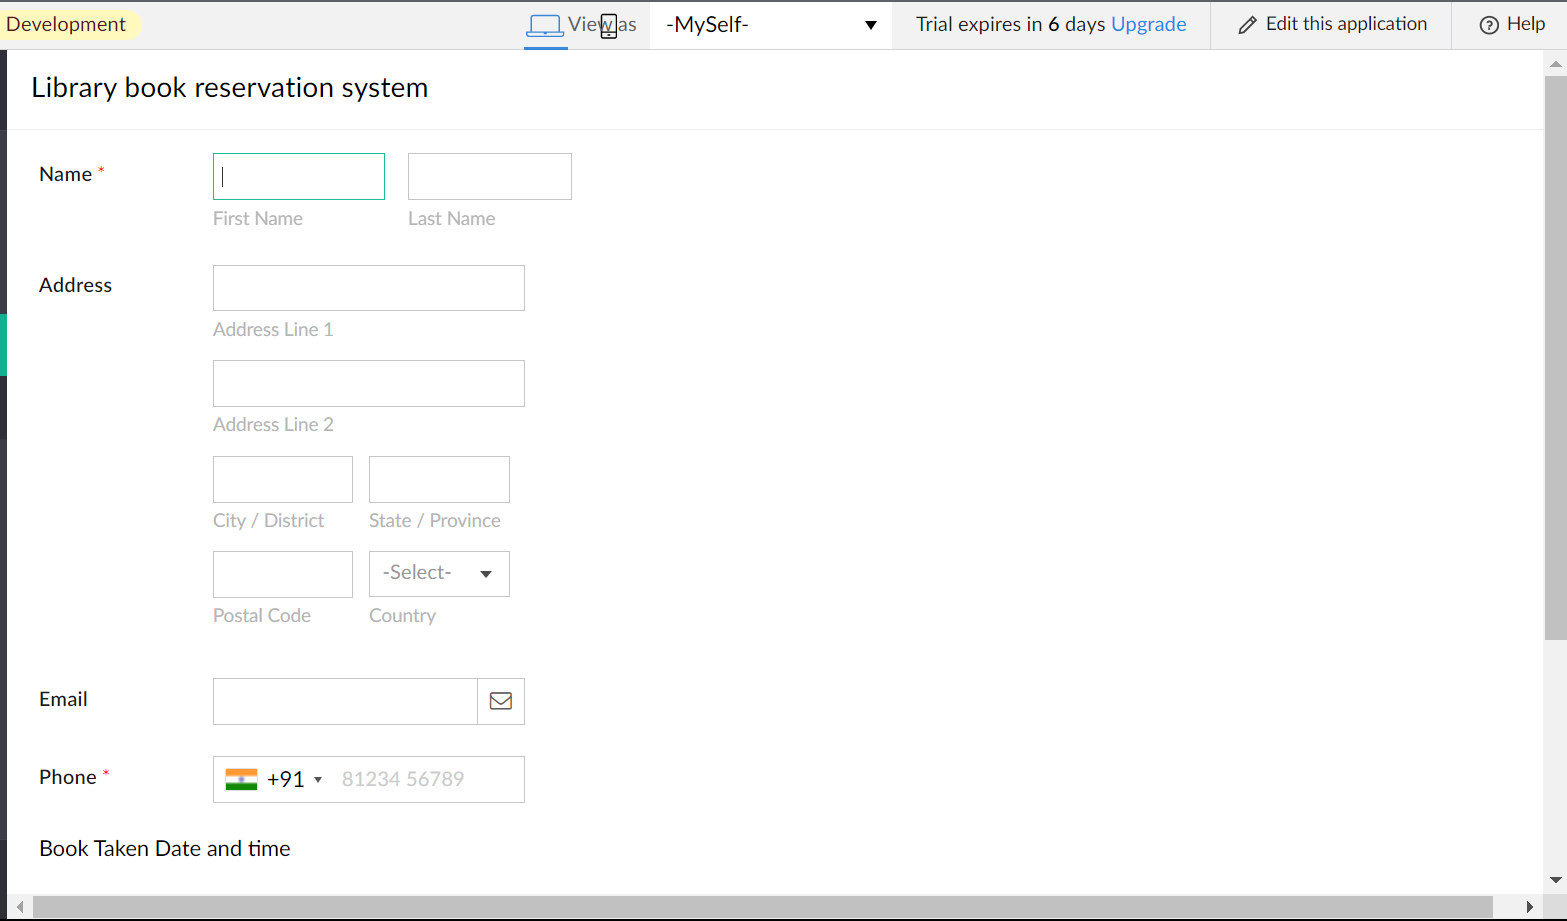 Development View as -MySelf- Trial expires in 6 days Upgrade Edit this application Help
Library book reservation system
Name *
First Name Last Name
Address
Address Line 1
Address Line 2
City / District State / Province
-Select-
Postal Code Country
Email
Phone * +91 81234 56789
Book Taken Date and time